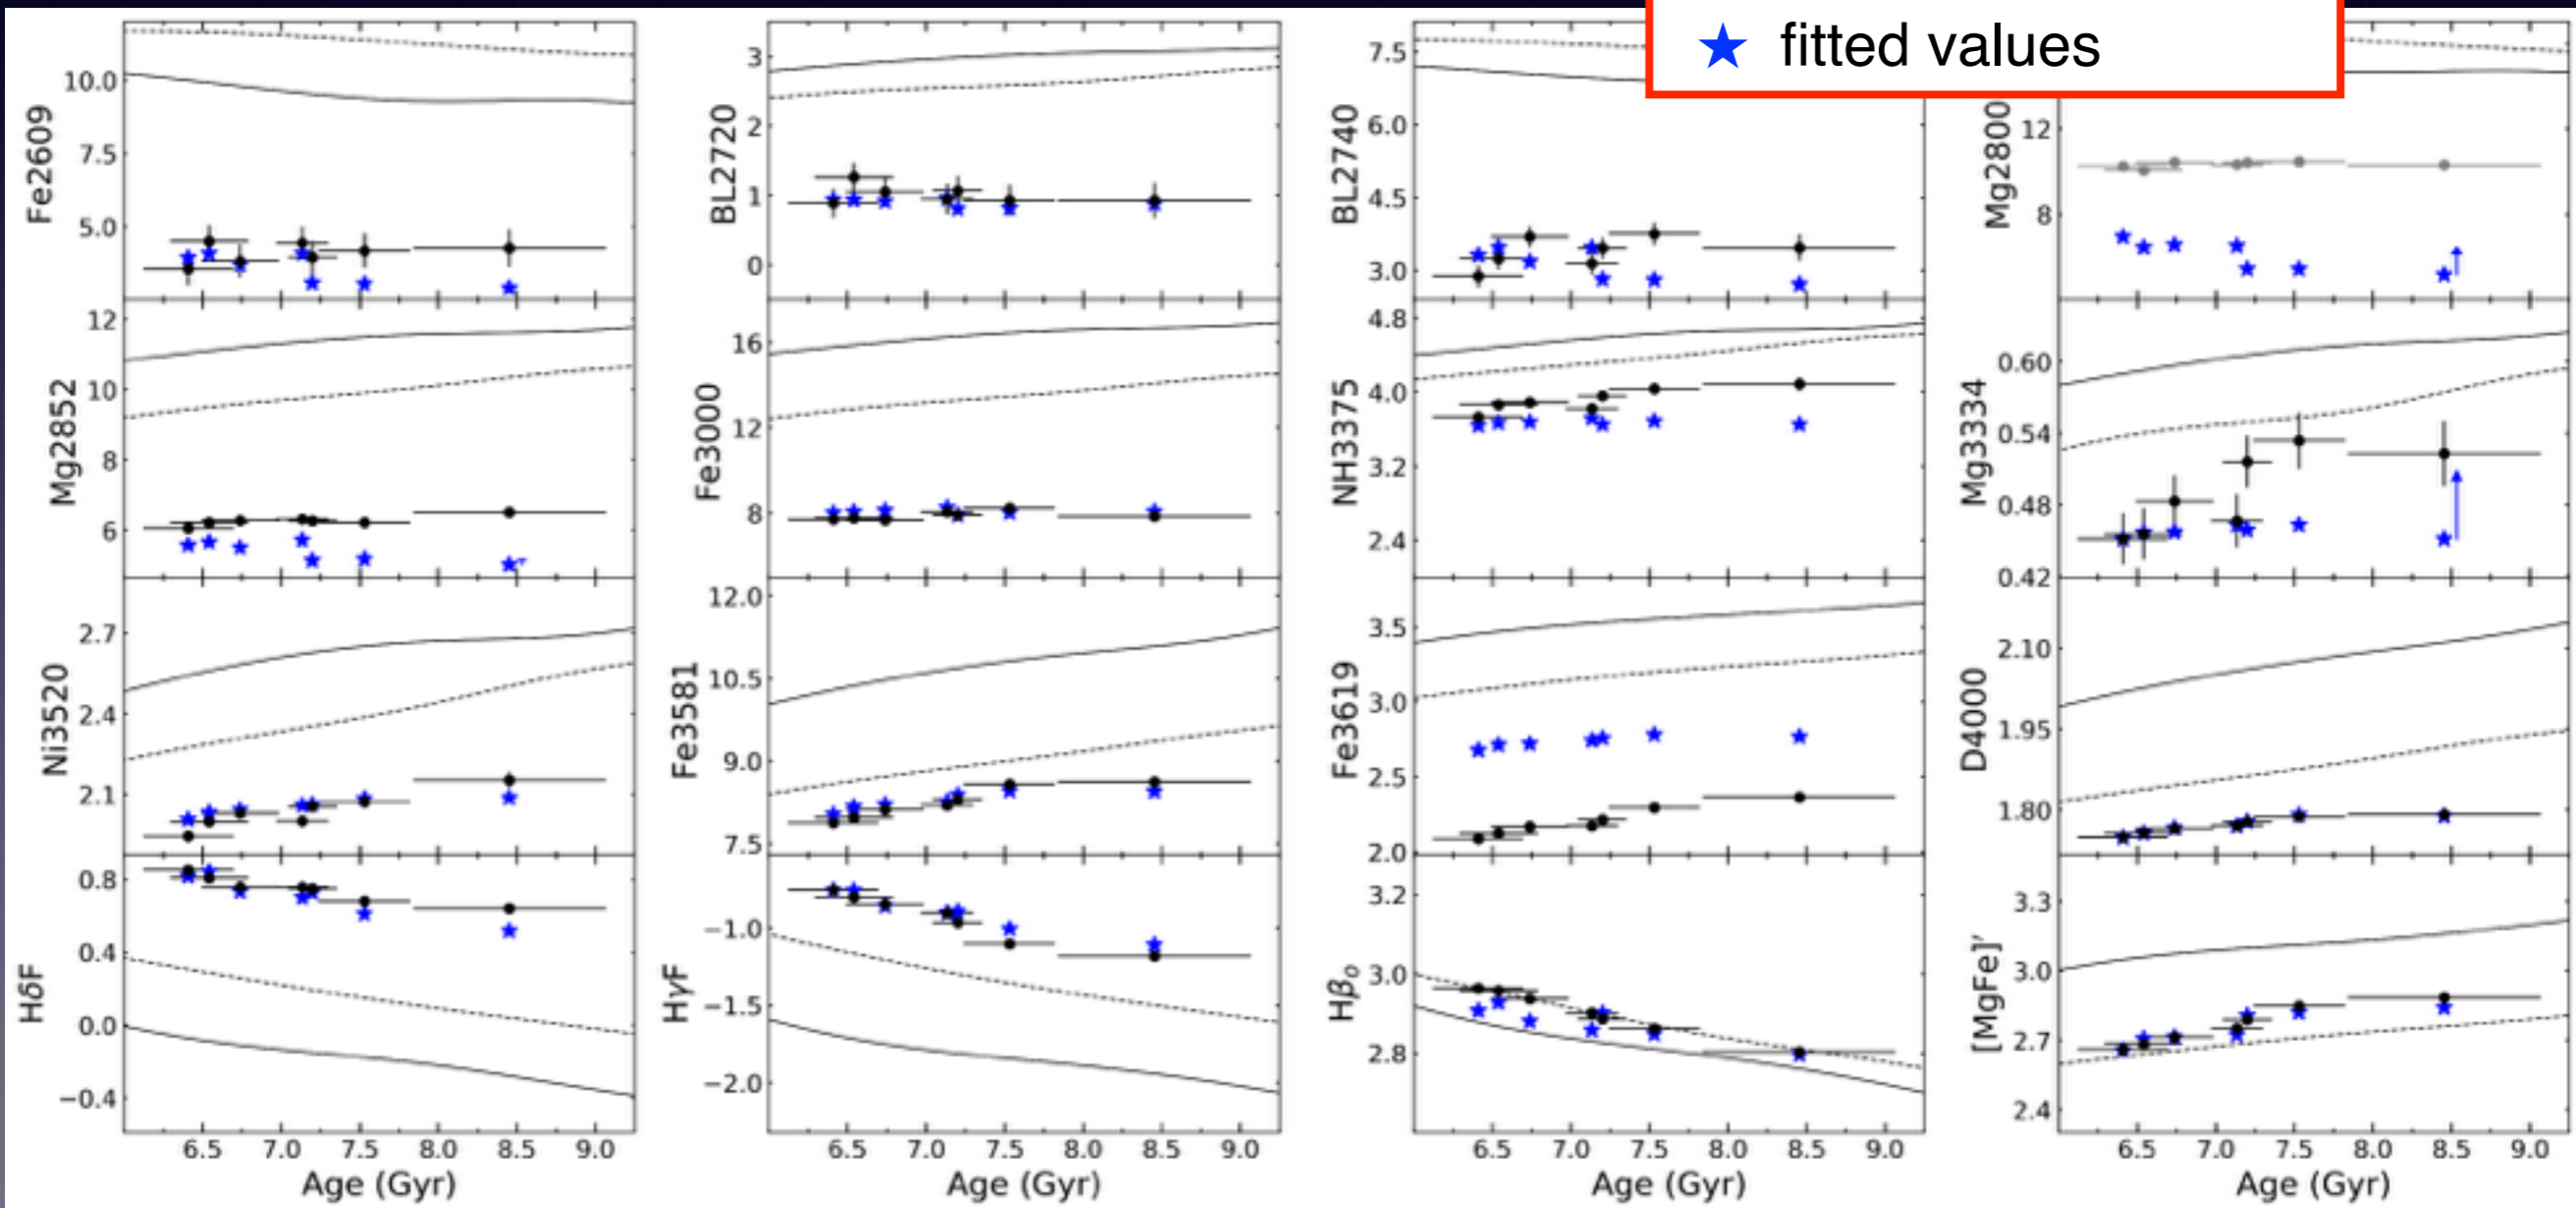 ★ fitted values
Fe2609
10.0
7.5
5.0
BL2720
3
2
1
0
BL2740
7.5
6.0
4.5
3.0
Mg2800
12
8
Mg2852
12
10
8
6
Fe3000
16
12
8
NH3375
4.8
4.0
3.2
2.4
Mg3334
0.60
0.54
0.48
0.42
Ni3520
2.7
2.4
2.1
Fe3581
12.0
10.5
9.0
7.5
Fe3619
3.5
3.0
2.5
2.0
D4000
2.10
1.95
1.80
HδF
0.8
0.4
0.0
−0.4
HγF
−1.0
−1.5
−2.0
Hβo
3.2
3.0
2.8
[MgFe]′
3.3
3.0
2.7
2.4
6.5 7.0 7.5 8.0 8.5 9.0
Age (Gyr)
6.5 7.0 7.5 8.0 8.5 9.0
Age (Gyr)
6.5 7.0 7.5 8.0 8.5 9.0
Age (Gyr)
6.5 7.0 7.5 8.0 8.5 9.0
Age (Gyr)